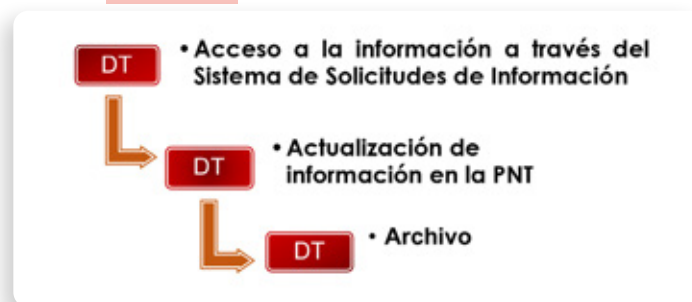 DT
• Acceso a la información a través del
Sistema de Solicitudes de Información
DT
• Actualización de
información en la PNT
DT
• Archivo